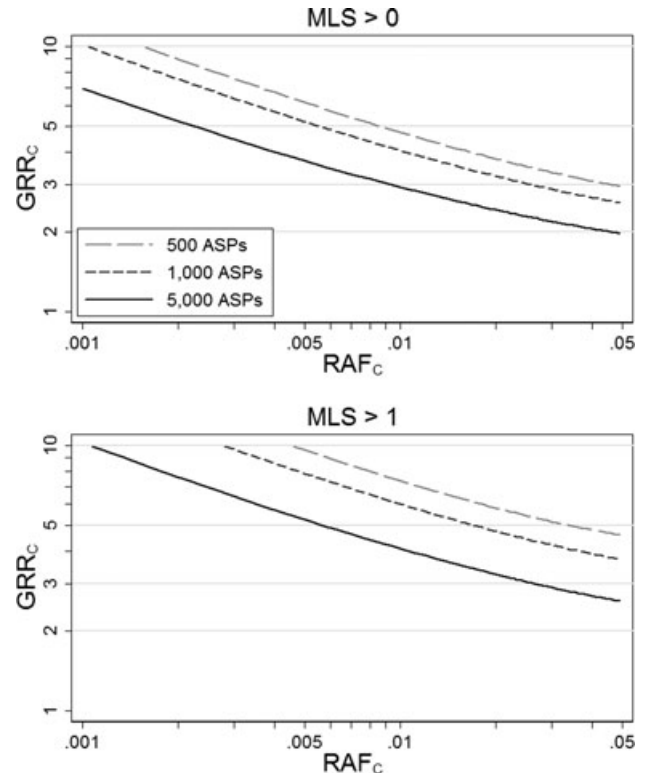 MLS > 0
10
5
3
2
1
GRRC
500 ASPs
1,000 ASPs
5,000 ASPs
.001
.005
.01
.05
RAFC
MLS > 1
10
5
3
2
1
GRRC
.001
.005
.01
.05
RAFC